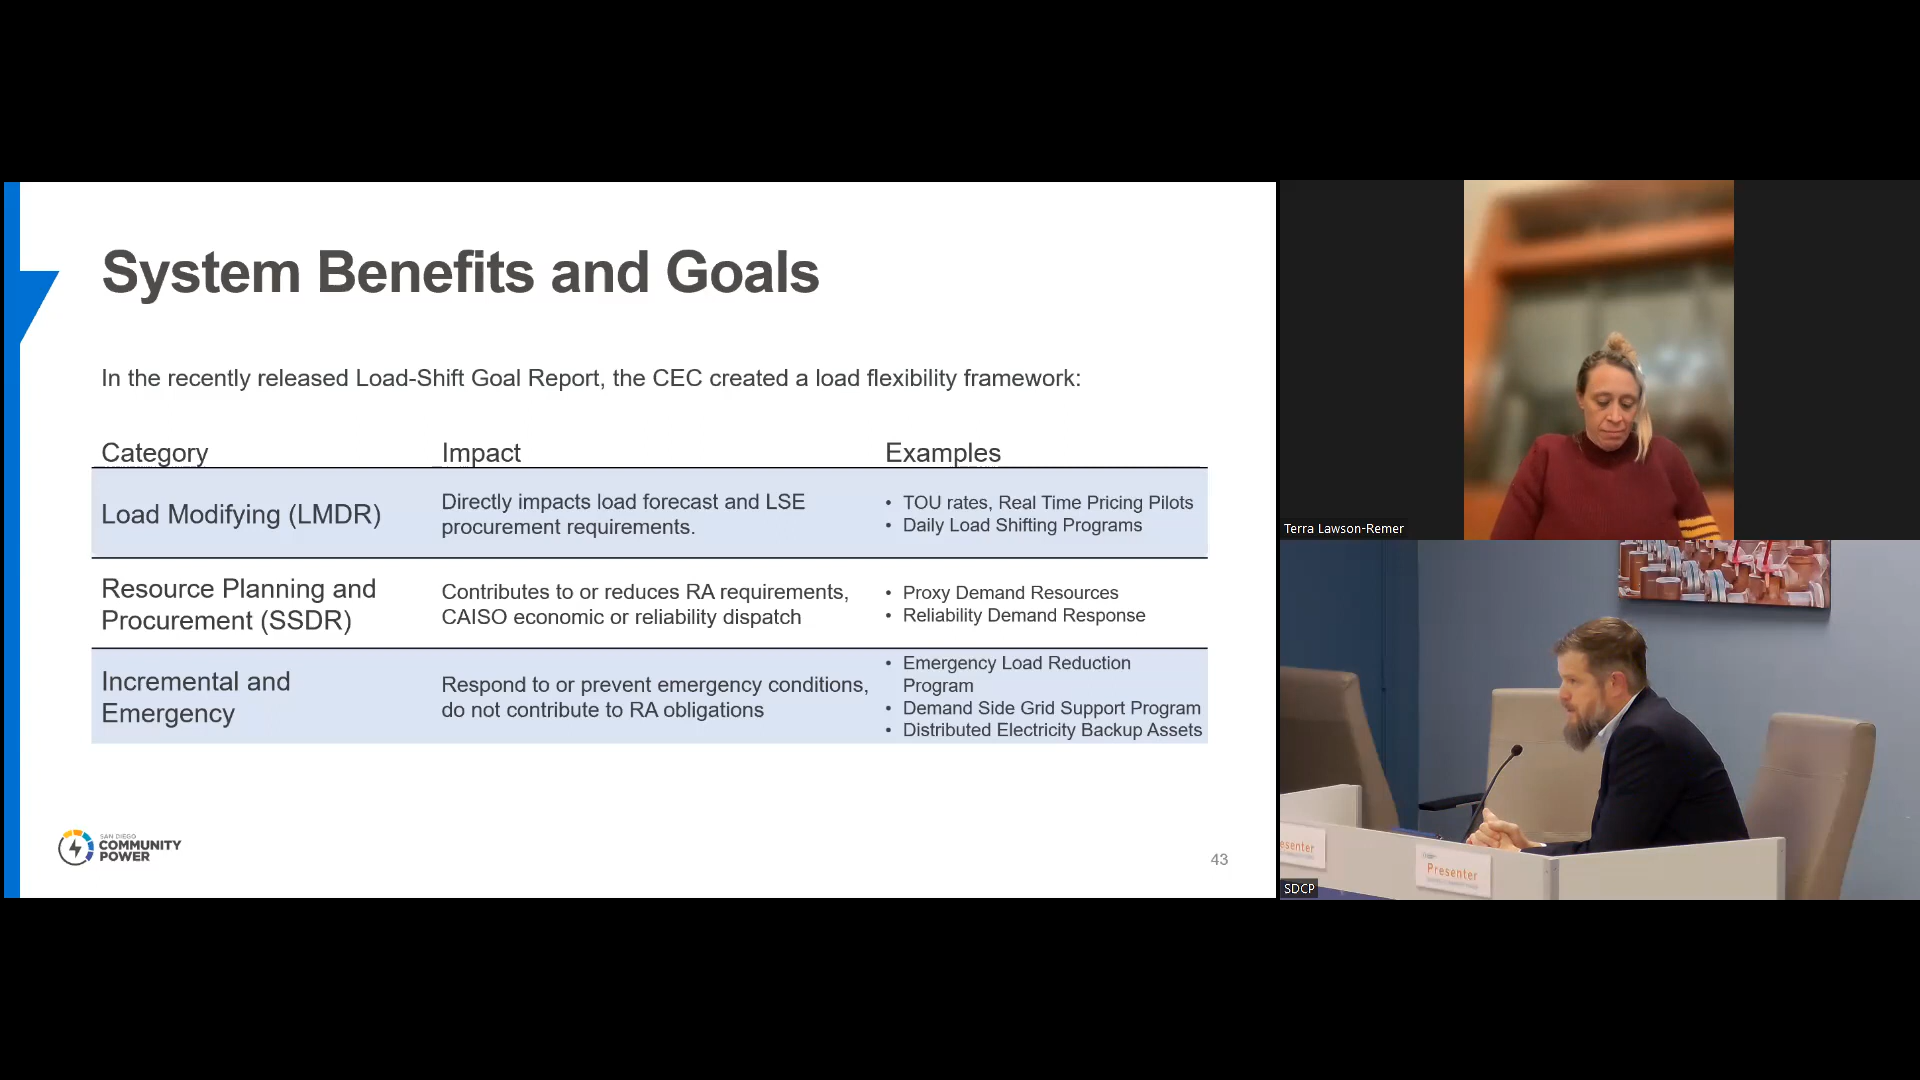 System Benefits and Goals
In the recently released Load-Shift Goal Report, the CEC created a load flexibility framework:
Category Impact Examples
Load Modifying (LMDR)
Directly impacts load forecast and LSE
procurement requirements.
• TOU rates, Real Time Pricing Pilots
• Daily Load Shifting Programs
Resource Planning and
Procurement (SSDR)
Contributes to or reduces RA requirements,
CAISO economic or reliability dispatch
• Proxy Demand Resources
• Reliability Demand Response
Incremental and
Emergency
Respond to or prevent emergency conditions,
do not contribute to RA obligations
• Emergency Load Reduction
Program
• Demand Side Grid Support Program
• Distributed Electricity Backup Assets
SAN DIEGO
COMMUNITY
POWER
43
Terra Lawson-Remer
esenter
Presenter
SDCP